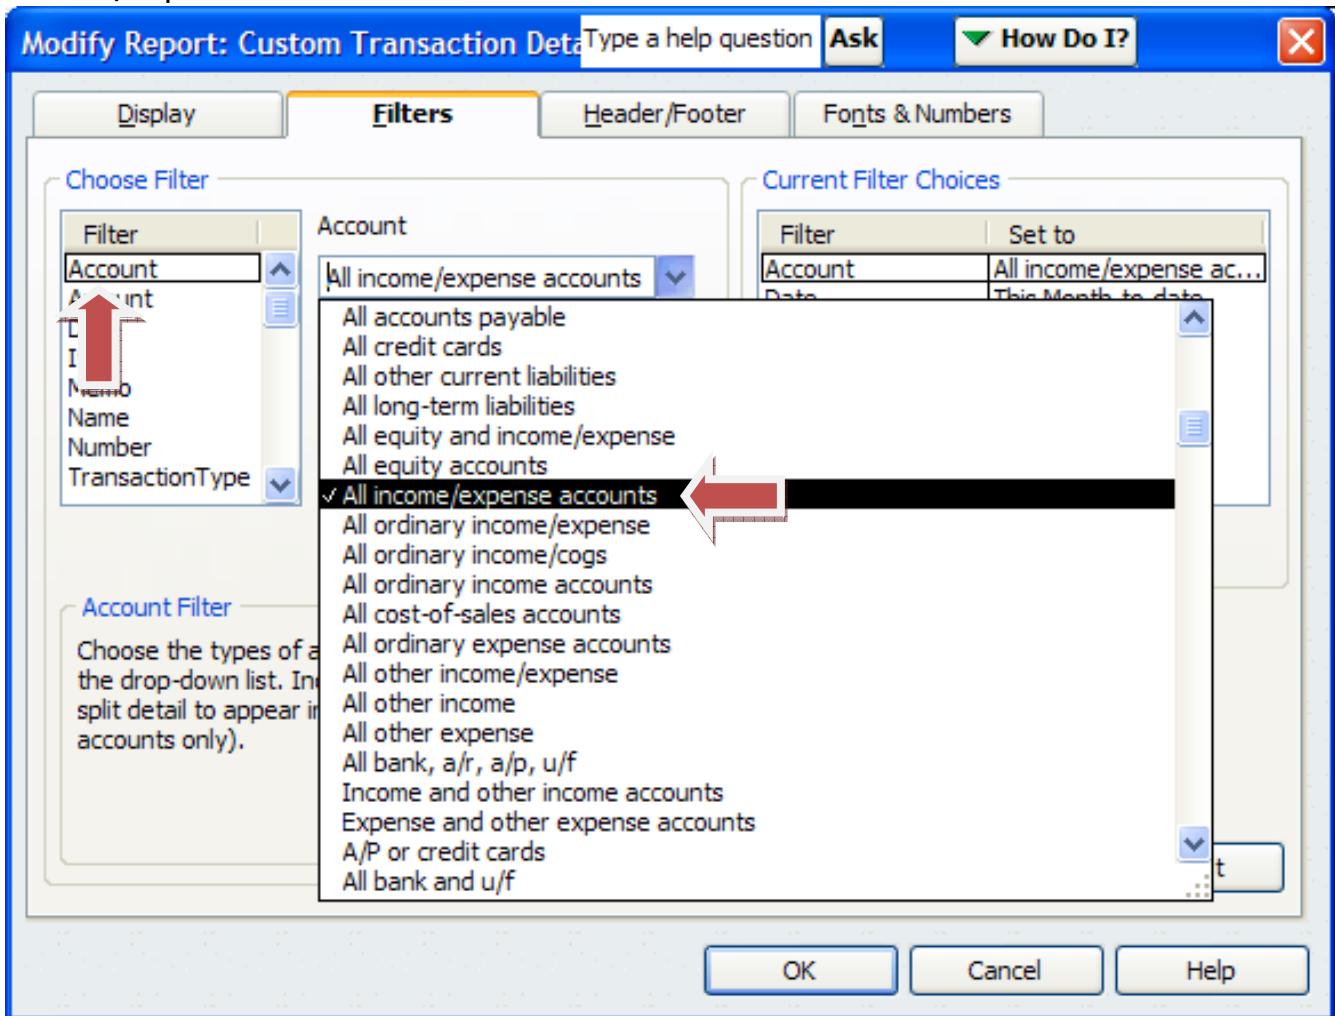 Modify Report: Custom Transaction Deta
Type a help question
Ask
How Do I?
Display
Filters
Header/Footer
Fonts & Numbers
Choose Filter
Filter
Account
Memo
Name
Number
TransactionType
Account
All income/expense accounts
All accounts payable
All credit cards
All other current liabilities
All long-term liabilities
All equity and income/expense
All equity accounts
✓ All income/expense accounts
All ordinary income/expense
All ordinary income/cogs
All ordinary income accounts
All cost-of-sales accounts
All ordinary expense accounts
All other income/expense
All other income
All other expense
All bank, a/r, a/p, u/f
Income and other income accounts
Expense and other expense accounts
A/P or credit cards
All bank and u/f
Current Filter Choices
Filter Set to
Account All income/expense ac...
Date This Month-to-date
Account Filter
Choose the types of a
the drop-down list. In
split detail to appear in
accounts only).
OK
Cancel
Help